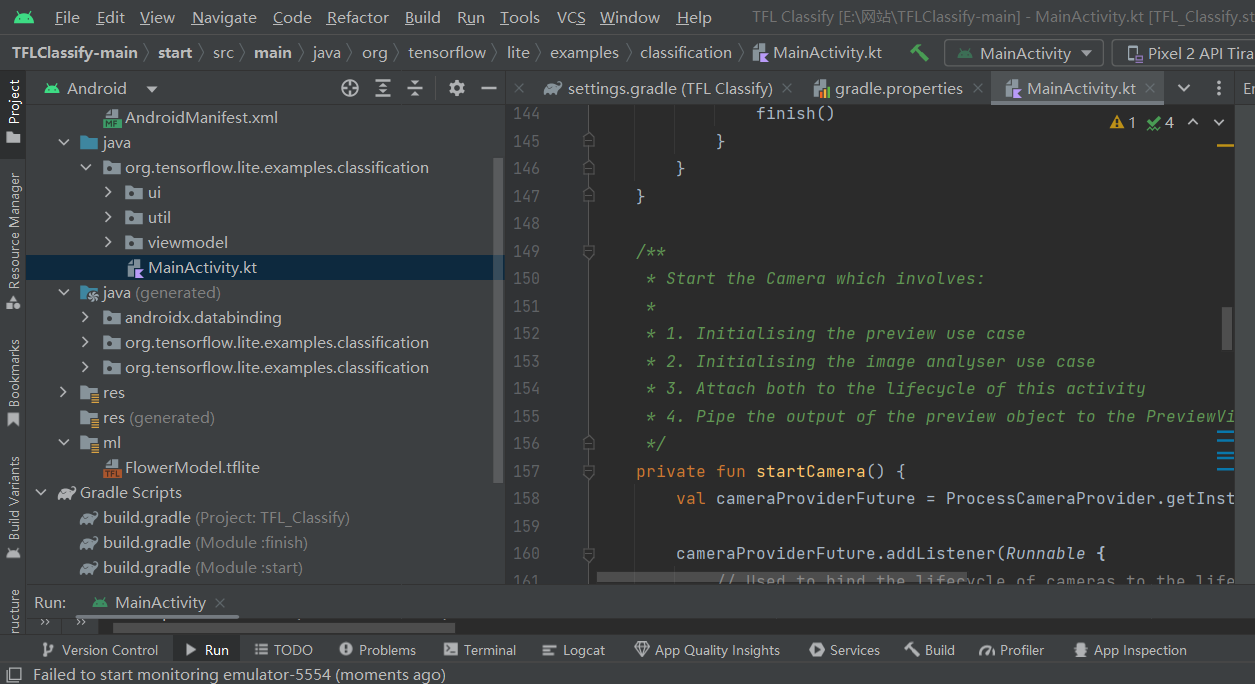 File Edit View Navigate Code Refactor Build Run Tools VCS Window Help TFL Classify [E:\网站\TFLClassify-main] - MainActivity.kt [TFL_Classify.st
TFLClassify-main start src main java org tensorflow lite examples classification MainActivity.kt MainActivity Pixel 2 API Tira
Android settings.gradle (TFL Classify) gradle.properties MainActivity.kt
Project
Resource Manager
Bookmarks
Build Variants
ructure
AndroidManifest.xml
java
org.tensorflow.lite.examples.classification
ui
util
viewmodel
MainActivity.kt
java (generated)
androidx.databinding
org.tensorflow.lite.examples.classification
org.tensorflow.lite.examples.classification
res
res (generated)
ml
FlowerModel.tflite
Gradle Scripts
build.gradle (Project: TFL_Classify)
build.gradle (Module :finish)
build.gradle (Module :start)
1 4
144 finish()
145 }
146 }
147 }
148
149 /**
150 * Start the Camera which involves:
151 *
152 * 1. Initialising the preview use case
153 * 2. Initialising the image analyser use case
154 * 3. Attach both to the lifecycle of this activity
155 * 4. Pipe the output of the preview object to the PreviewVi
156 */
157 private fun startCamera() {
158 val cameraProviderFuture = ProcessCameraProvider.getInst
159
160 cameraProviderFuture.addListener(Runnable {
161 // Used to bind the lifecycle of cameras to the life
Run: MainActivity
Version Control Run TODO Problems Terminal Logcat App Quality Insights Services Build Profiler App Inspection
Failed to start monitoring emulator-5554 (moments ago)